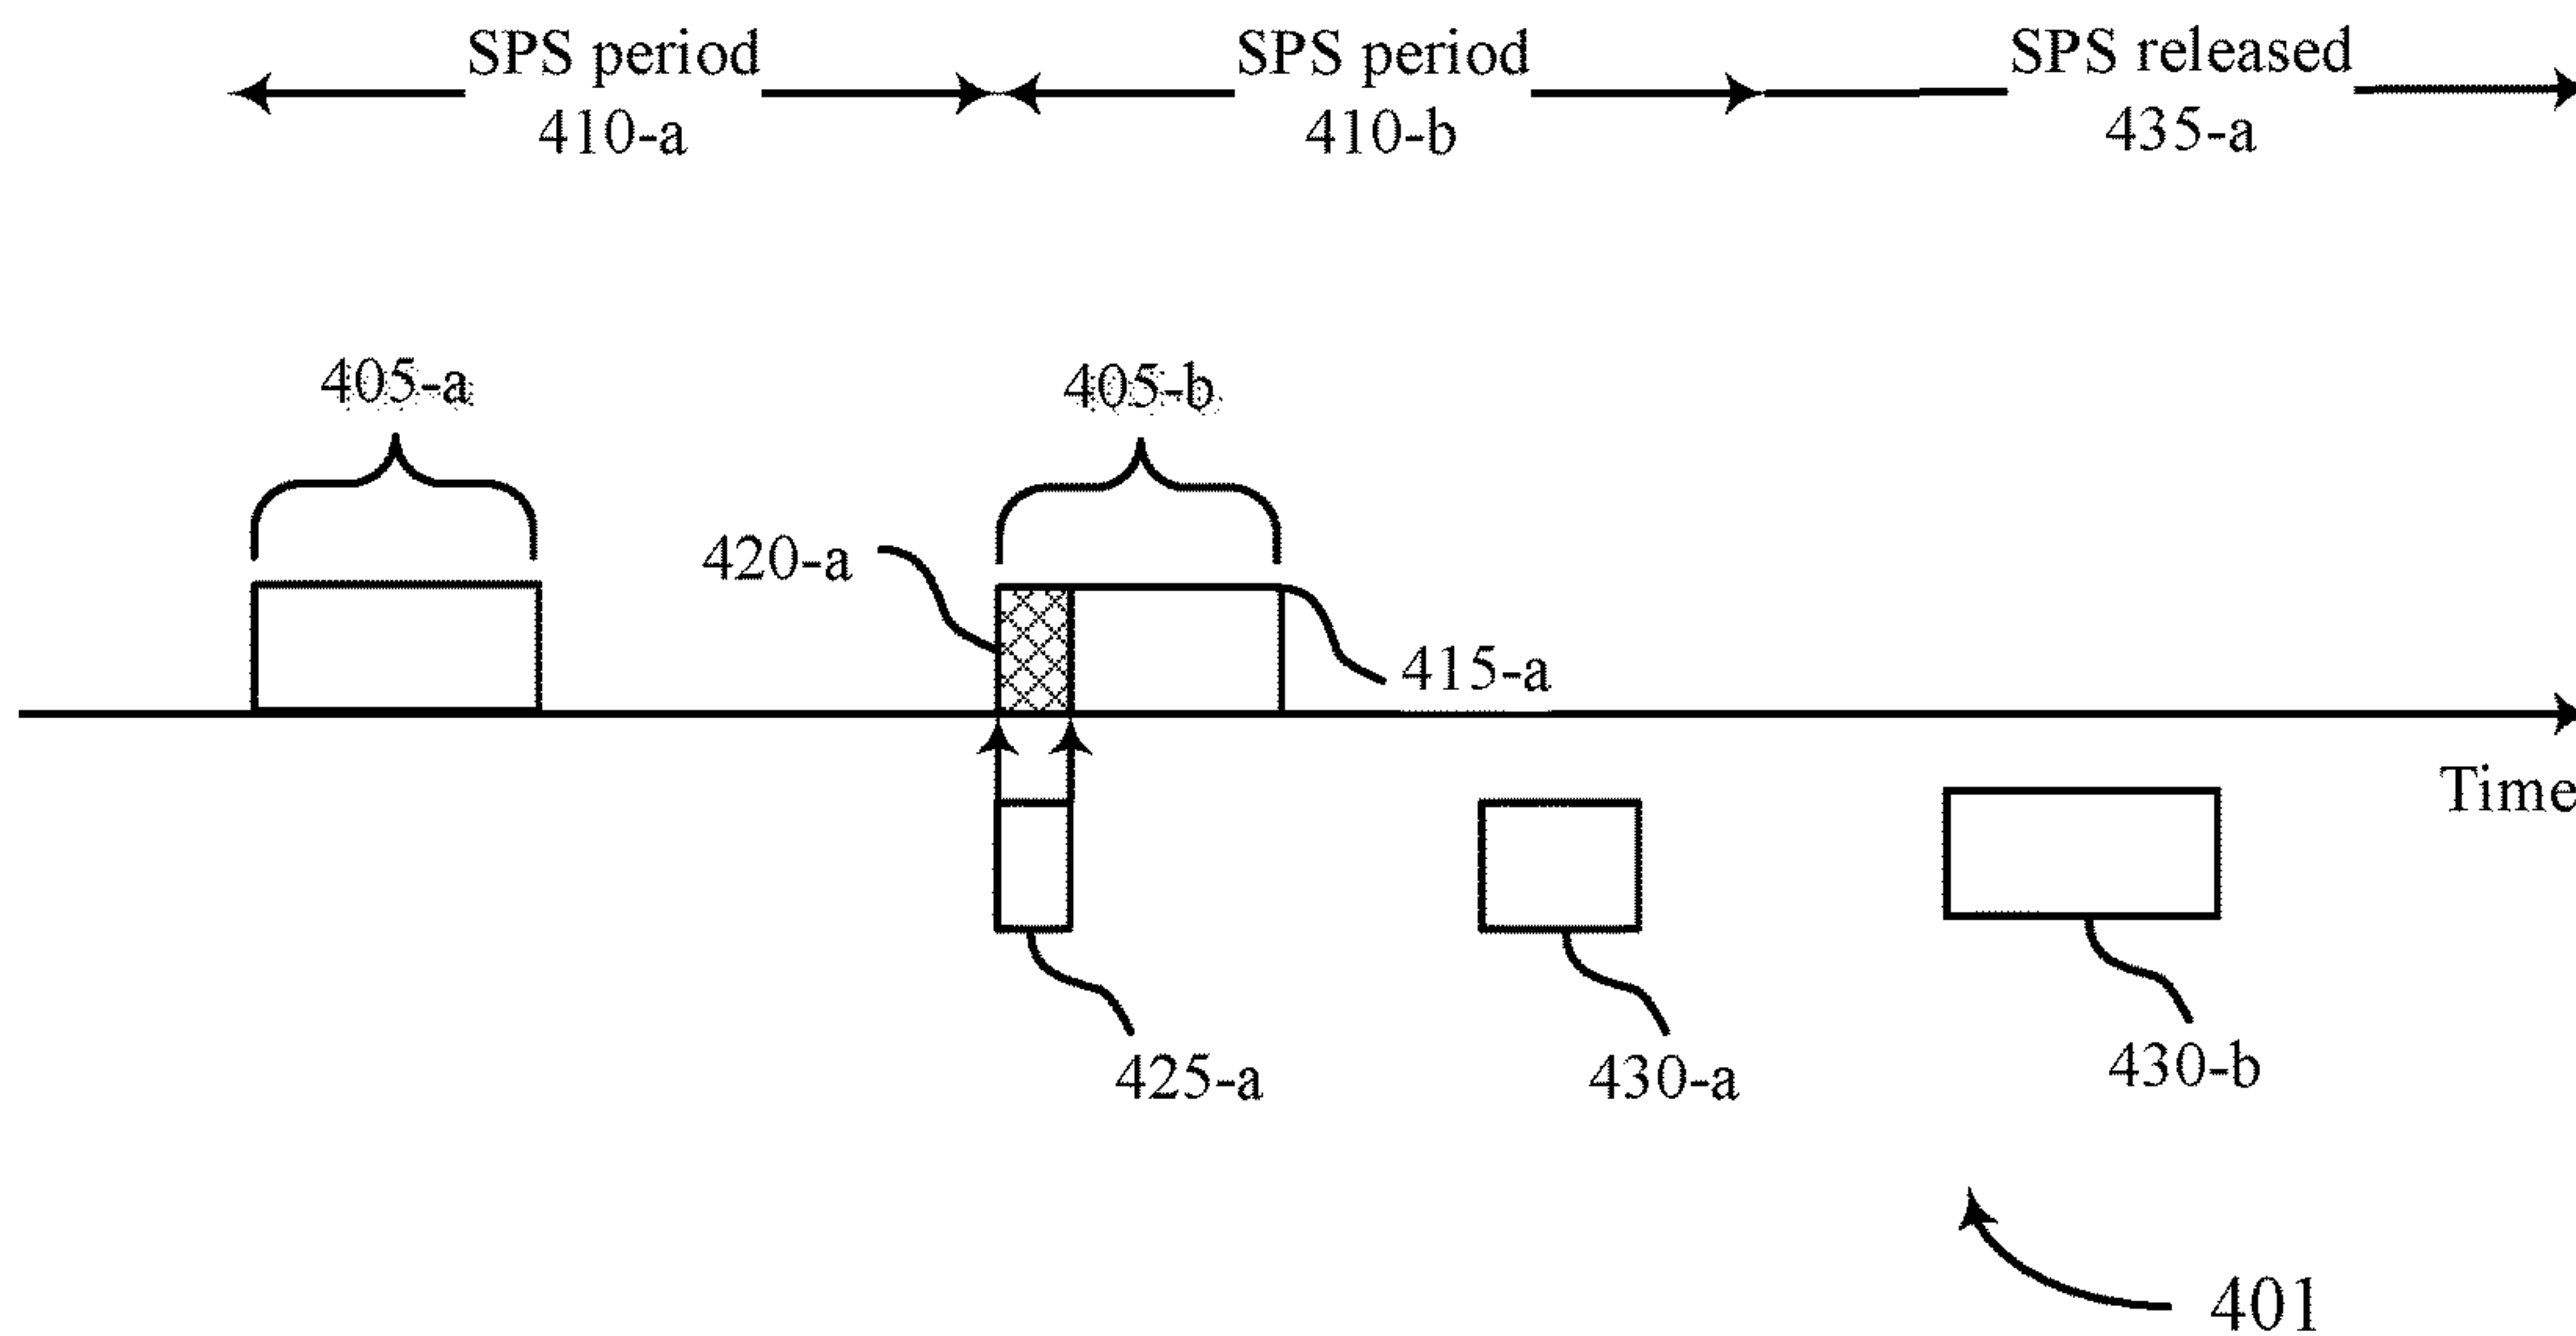 SPS period
410-a
SPS period
410-b
SPS released
435-a
405-a
405-b
420-a
415-a
Time
425-a
430-a
430-b
401